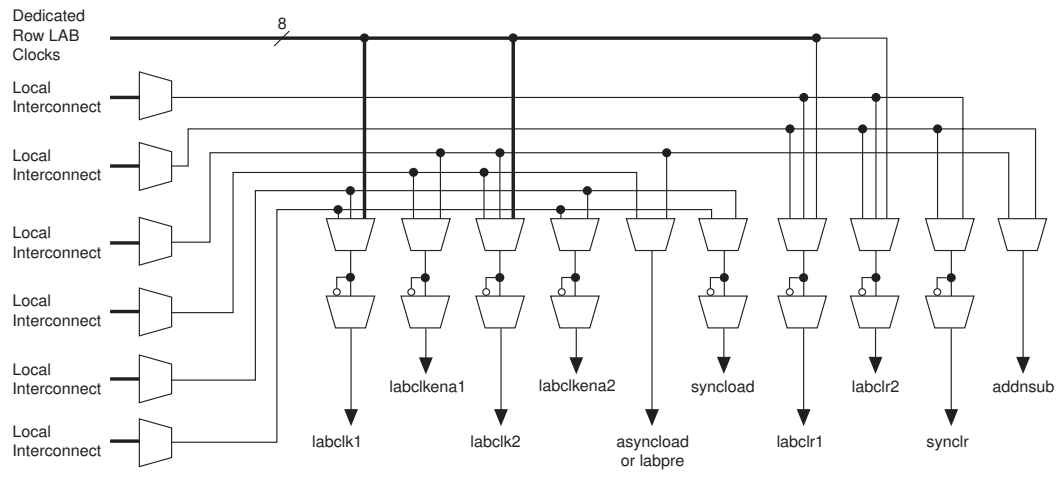 Dedicated
Row LAB
Clocks
8
Local
Interconnect
Local
Interconnect
Local
Interconnect
Local
Interconnect
Local
Interconnect
Local
Interconnect
labclkena1
labclkena2
syncload
labclr2
addnsub
labclk1
labclk2
asyncload
or labpre
labclr1
synclr